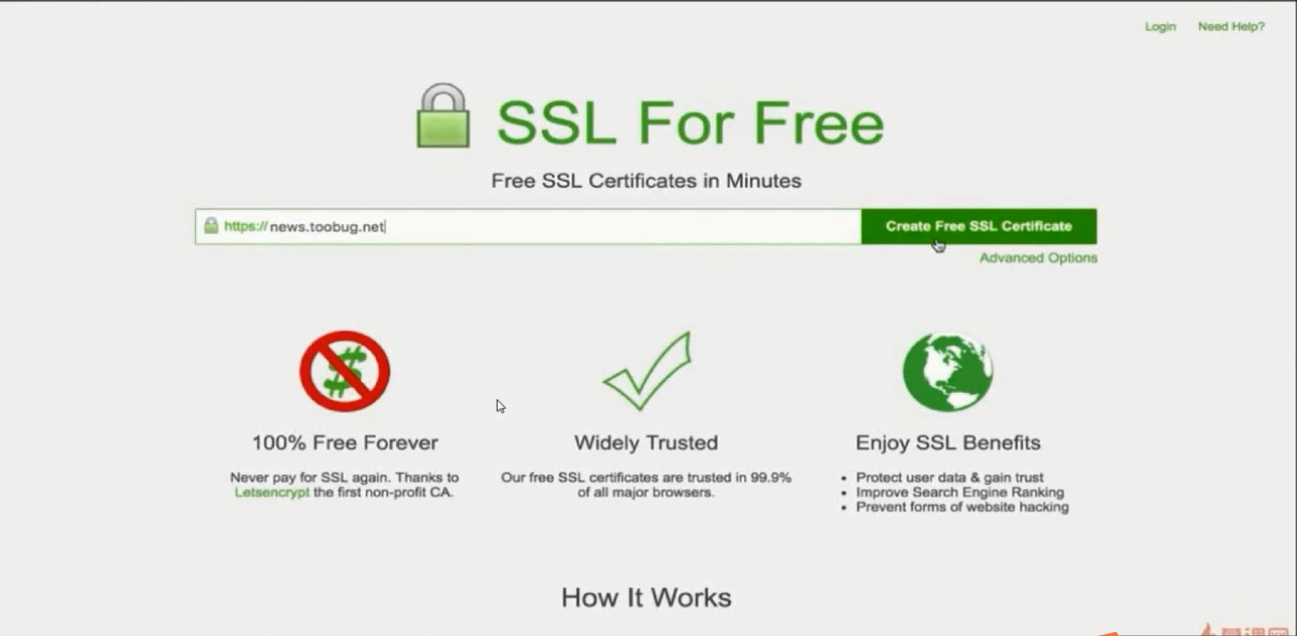 Login Need Help?
SSL For Free
Free SSL Certificates in Minutes
https:// news.toobug.net Create Free SSL Certificate
Advanced Options
100% Free Forever
Never pay for SSL again. Thanks to
Letsencrypt the first non-profit CA.
Widely Trusted
Our free SSL certificates are trusted in 99.9%
of all major browsers.
Enjoy SSL Benefits
• Protect user data & gain trust
• Improve Search Engine Ranking
• Prevent forms of website hacking
How It Works